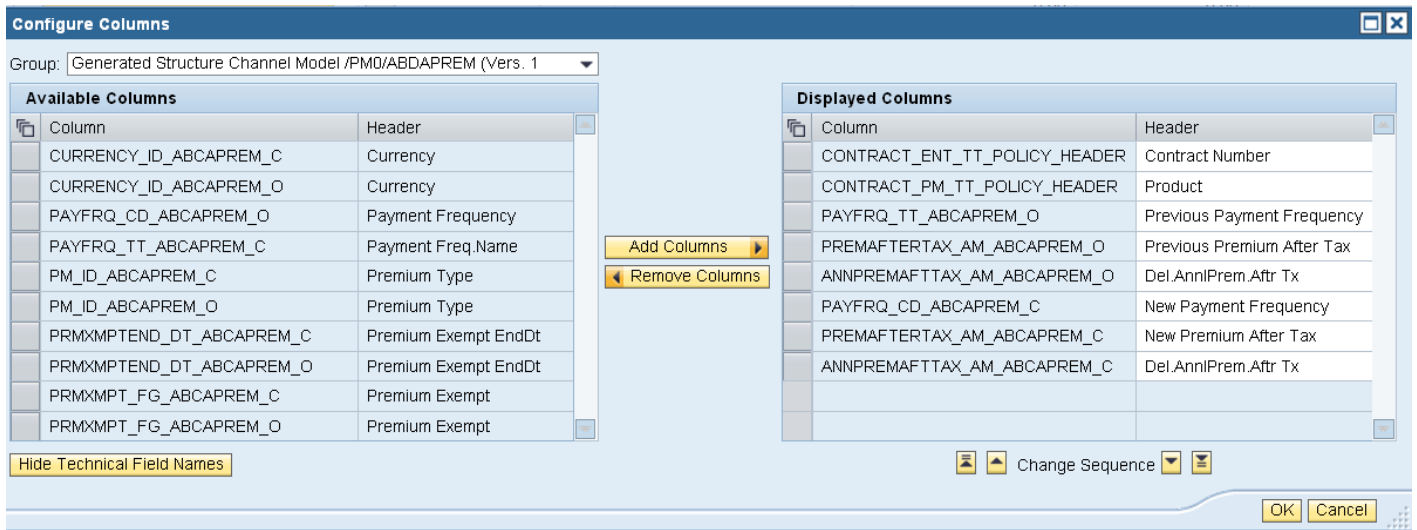 Configure Columns
Group: Generated Structure Channel Model /PM0/ABDAPREM (Vers. 1
Available Columns
Column Header
CURRENCY_ID_ABCAPREM_C Currency
CURRENCY_ID_ABCAPREM_O Currency
PAYFRQ_CD_ABCAPREM_O Payment Frequency
PAYFRQ_TT_ABCAPREM_C Payment Freq.Name
PM_ID_ABCAPREM_C Premium Type
PM_ID_ABCAPREM_O Premium Type
PRMXMPTEND_DT_ABCAPREM_C Premium Exempt EndDt
PRMXMPTEND_DT_ABCAPREM_O Premium Exempt EndDt
PRMXMPT_FG_ABCAPREM_C Premium Exempt
PRMXMPT_FG_ABCAPREM_O Premium Exempt
Hide Technical Field Names
Add Columns
Remove Columns
Displayed Columns
Column Header
CONTRACT_ENT_TT_POLICY_HEADER Contract Number
CONTRACT_PM_TT_POLICY_HEADER Product
PAYFRQ_TT_ABCAPREM_O Previous Payment Frequency
PREMAFTERTAX_AM_ABCAPREM_O Previous Premium After Tax
ANNPREMAFTTAX_AM_ABCAPREM_O Del.AnnlPrem.Aftr Tx
PAYFRQ_CD_ABCAPREM_C New Payment Frequency
PREMAFTERTAX_AM_ABCAPREM_C New Premium After Tax
ANNPREMAFTTAX_AM_ABCAPREM_C Del.AnnlPrem.Aftr Tx
Change Sequence
OK Cancel